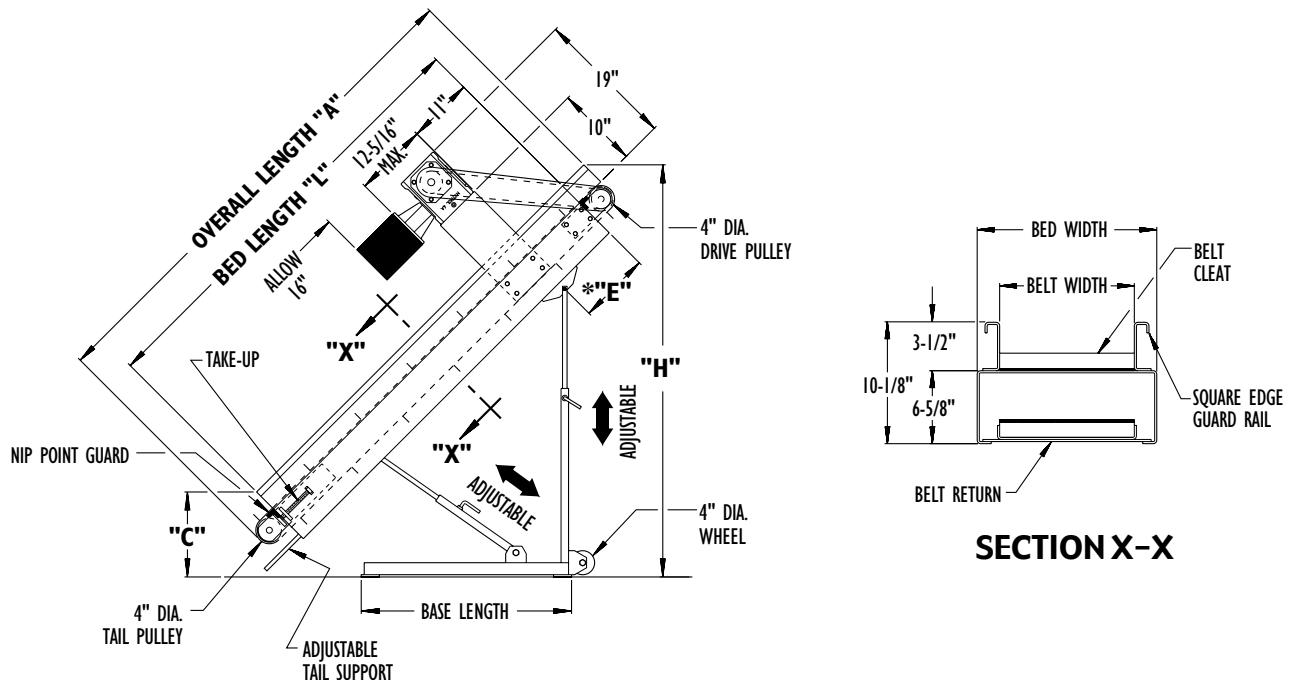 OVERALL LENGTH "A"
BED LENGTH "L"
19"
10"
11"
12-5/16"
MAX.
ALLOW
16"
4" DIA.
DRIVE PULLEY
*"E"
"X"
TAKE-UP
"H"
ADJUSTABLE
NIP POINT GUARD
"X"
ADJUSTABLE
"C"
4" DIA.
WHEEL
BASE LENGTH
4" DIA.
TAIL PULLEY
ADJUSTABLE
TAIL SUPPORT
BED WIDTH
BELT
CLEAT
BELT WIDTH
3-1/2"
10-1/8"
6-5/8"
SQUARE EDGE
GUARD RAIL
BELT RETURN
SECTION X-X